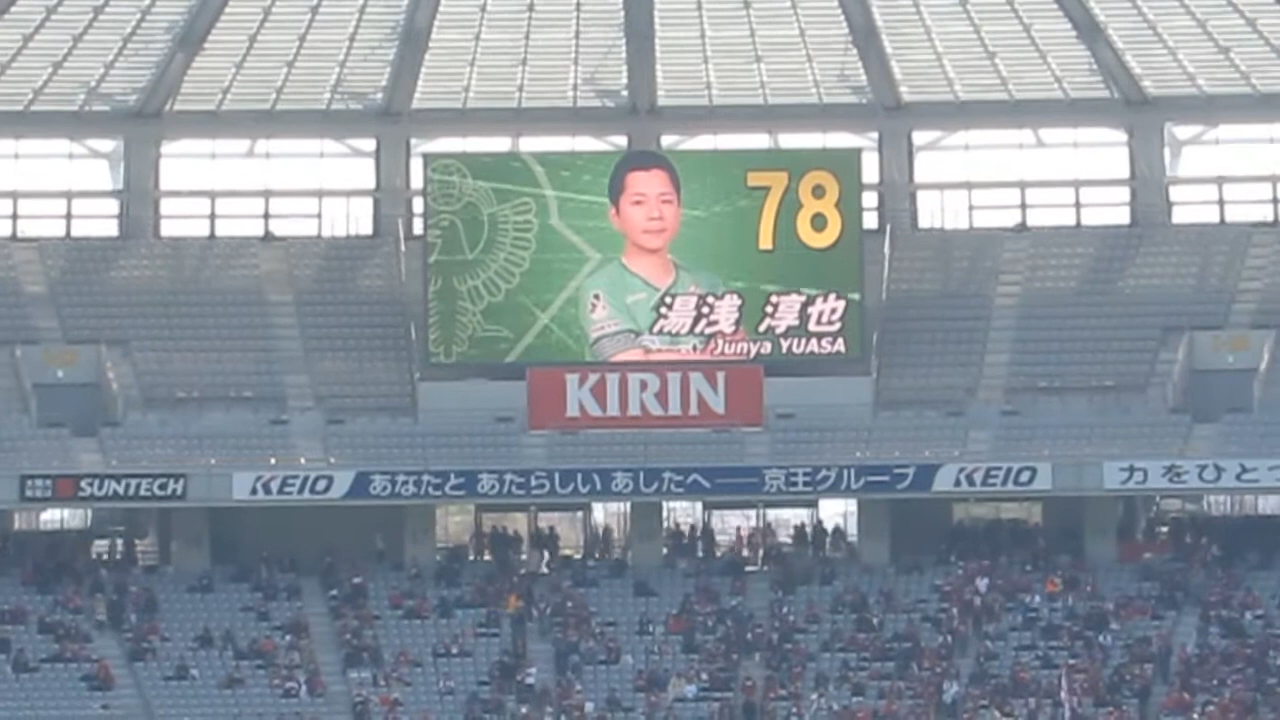 78
湯浅 淳也
Junya YUASA
KIRIN
SUNTECH
KEIO あなたと あたらしい あしたへ―京王グループ KEIO
力をひとつ